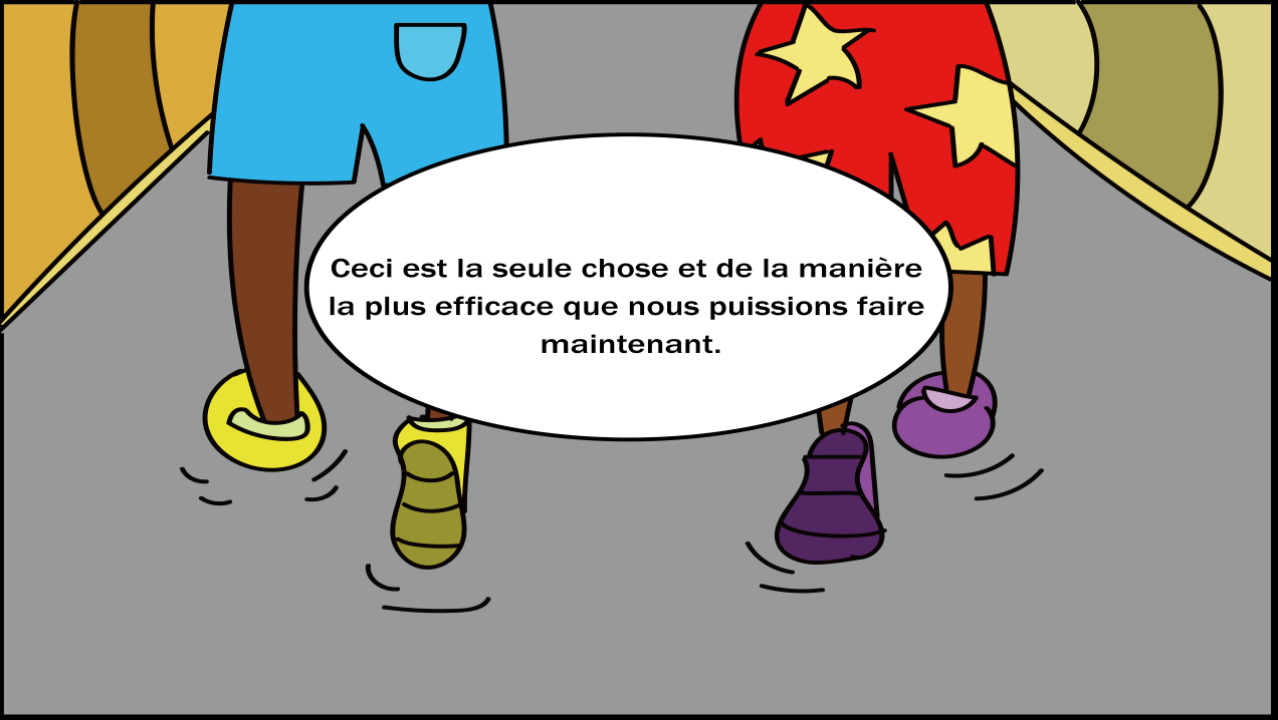 Ceci est la seule chose et de la manière
la plus efficace que nous puissions faire
maintenant.